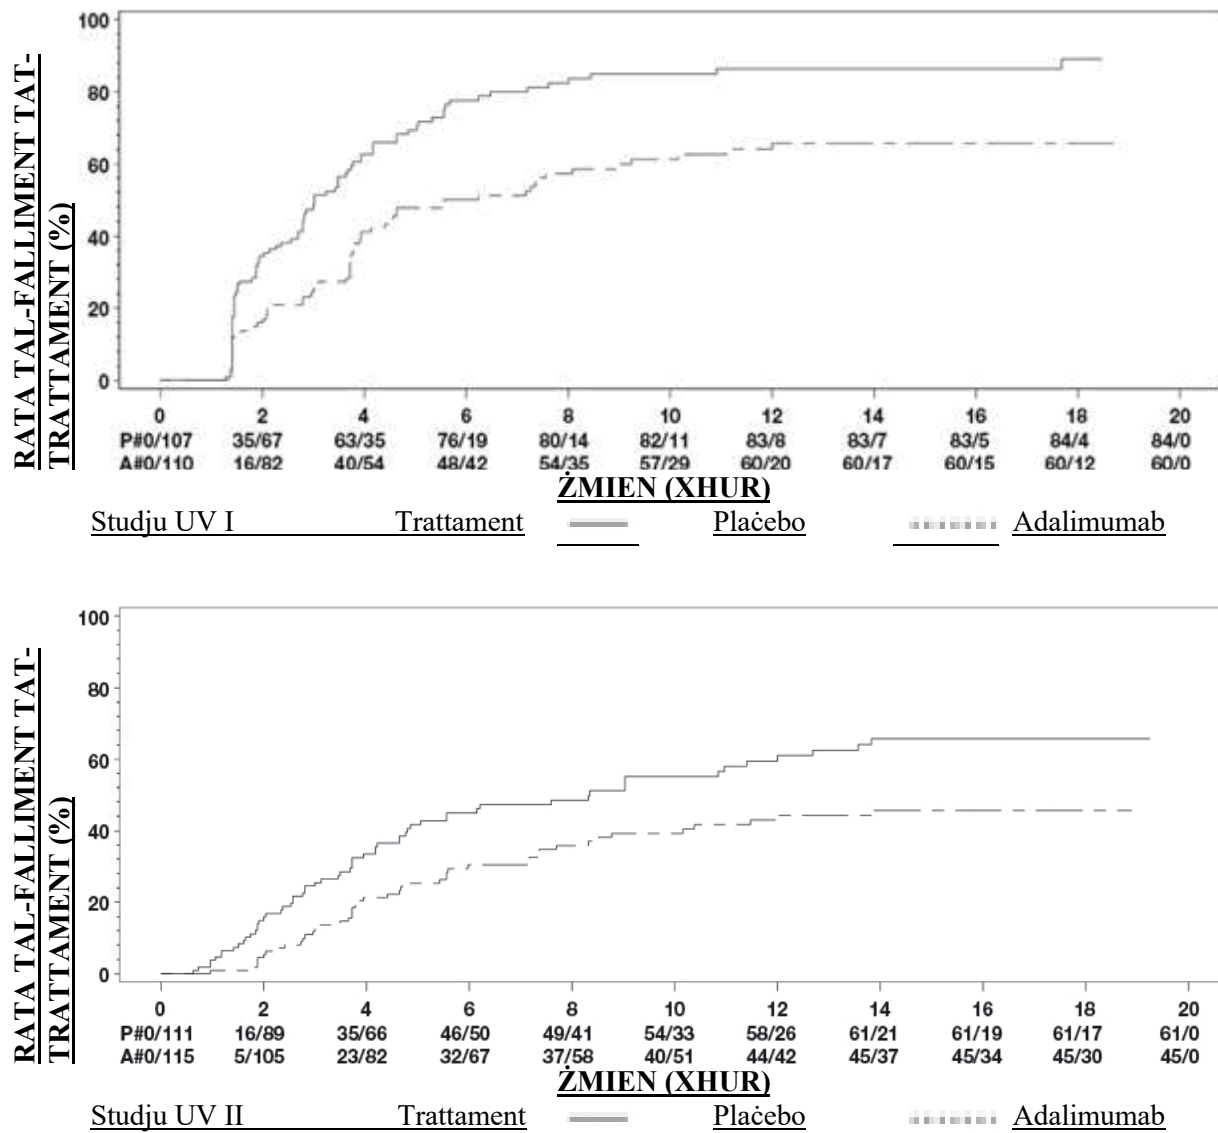 RATA TAL-FALLIMENT TAT-
TRATTAMENT (%)
100
80
60
40
20
0
0 2 4 6 8 10 12 14 16 18 20
P#0/107 35/67 63/35 76/19 80/14 82/11 83/8 83/7 83/5 84/4 84/0
A#0/110 16/82 40/54 48/42 54/35 57/29 60/20 60/17 60/15 60/12 60/0
ŻMIEN (XHUR)
Studju UV I Trattament Plaċebo Adalimumab
RATA TAL-FALLIMENT TAT-
TRATTAMENT (%)
100
80
60
40
20
0
0 2 4 6 8 10 12 14 16 18 20
P#0/111 16/89 35/66 46/50 49/41 54/33 58/26 61/21 61/19 61/17 61/0
A#0/115 5/105 23/82 32/67 37/58 40/51 44/42 45/37 45/34 45/30 45/0
ŻMIEN (XHUR)
Studju UV II Trattament Plaċebo Adalimumab